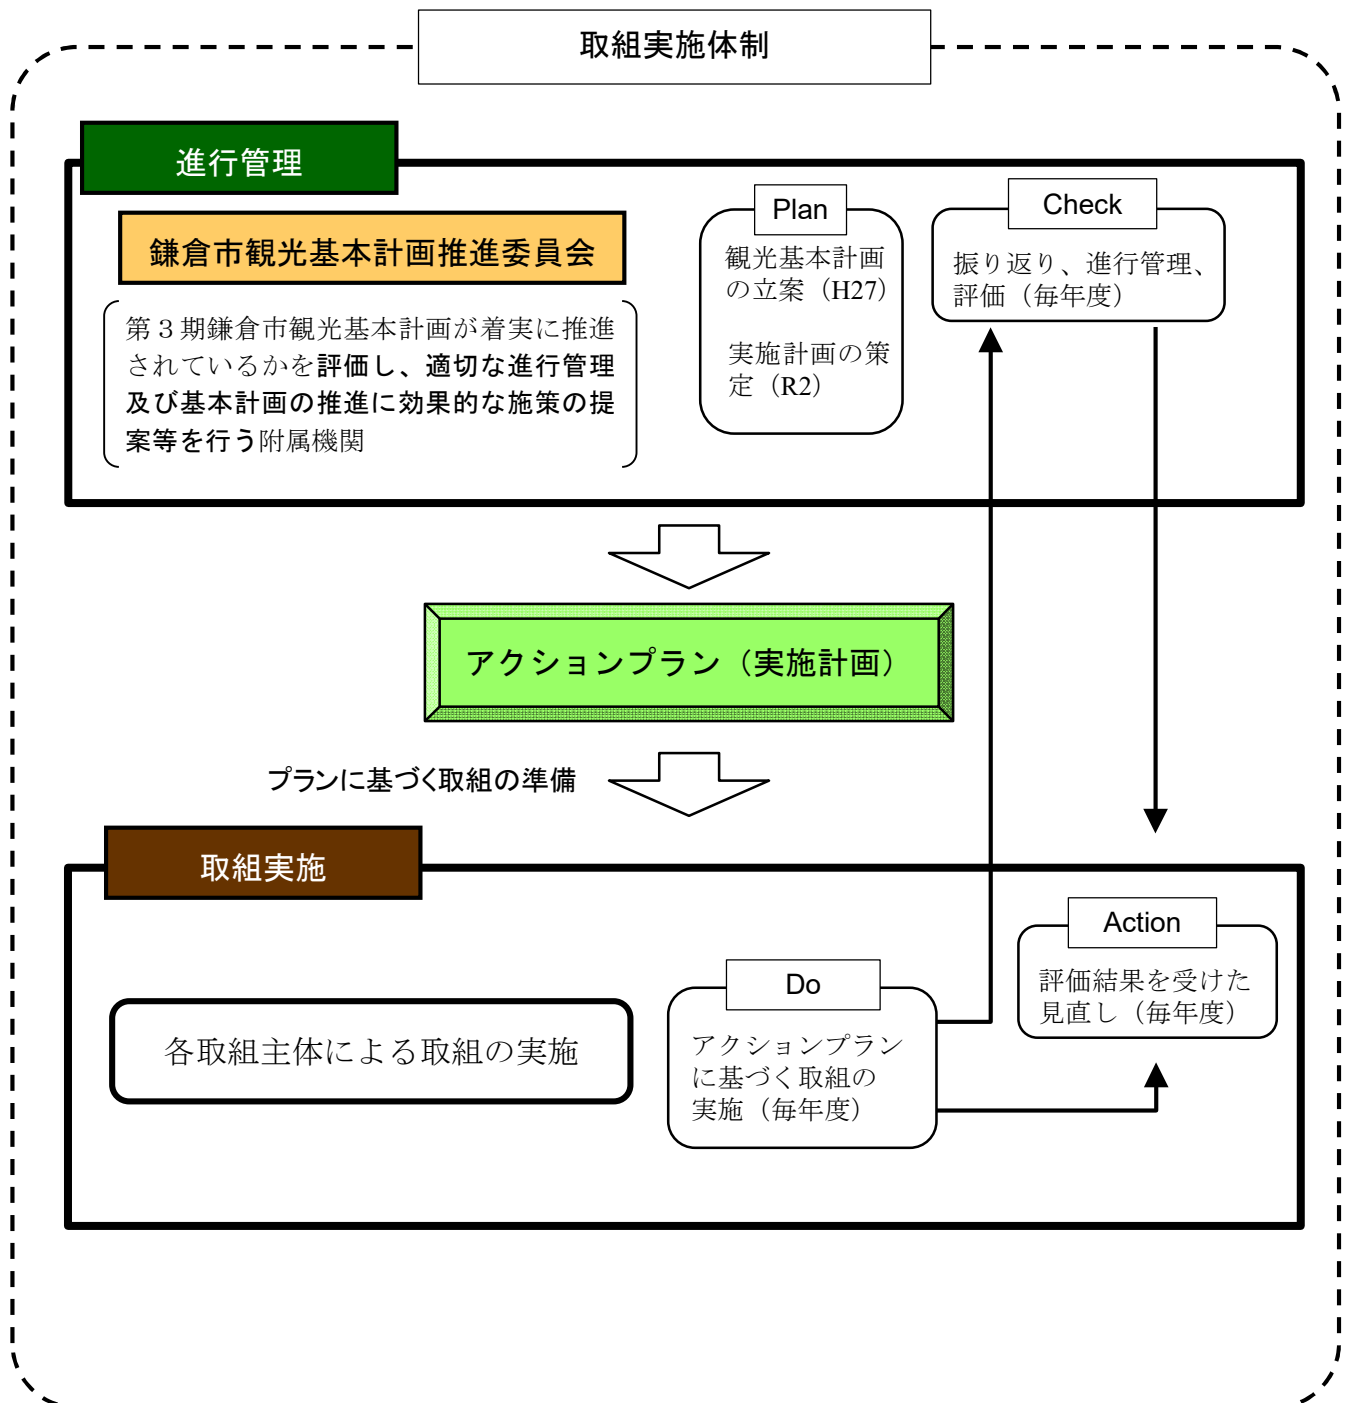 取組実施体制
進行管理
鎌倉市観光基本計画推進委員会
第３期鎌倉市観光基本計画が着実に推進
されているかを評価し、適切な進行管理
及び基本計画の推進に効果的な施策の提
案等を行う附属機関
Plan
観光基本計画
の立案（H27）
実施計画の策
定（R2）
Check
振り返り、進行管理、
評価（毎年度）
アクションプラン（実施計画）
プランに基づく取組の準備
取組実施
各取組主体による取組の実施
Do
アクションプラン
に基づく取組の
実施（毎年度）
Action
評価結果を受けた
見直し（毎年度）